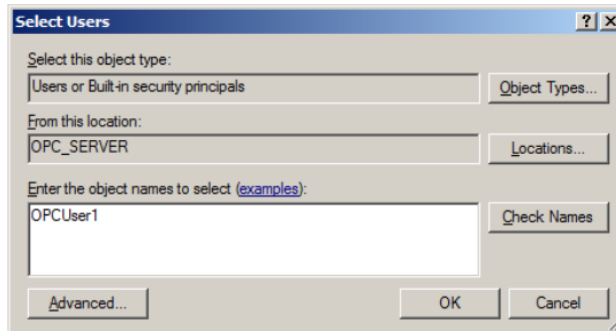 Select Users
Select this object type:
Users or Built-in security principals
Object Types...
From this location:
OPC_SERVER
Locations...
Enter the object names to select (examples):
OPCUser1
Check Names
Advanced...
OK
Cancel